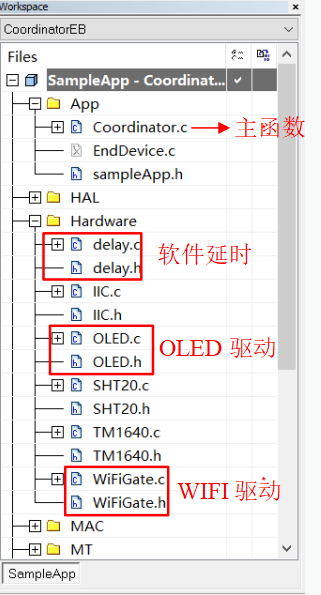 Workspace
CoordinatorEB
Files
SampleApp - Coordinat...
App
Coordinator.c 主函数
EndDevice.c
sampleApp.h
HAL
Hardware
delay.c
delay.h
软件延时
IIC.c
IIC.h
OLED.c
OLED.h
OLED 驱动
SHT20.c
SHT20.h
TM1640.c
TM1640.h
WiFiGate.c
WiFiGate.h
WIFI 驱动
MAC
MT
SampleApp